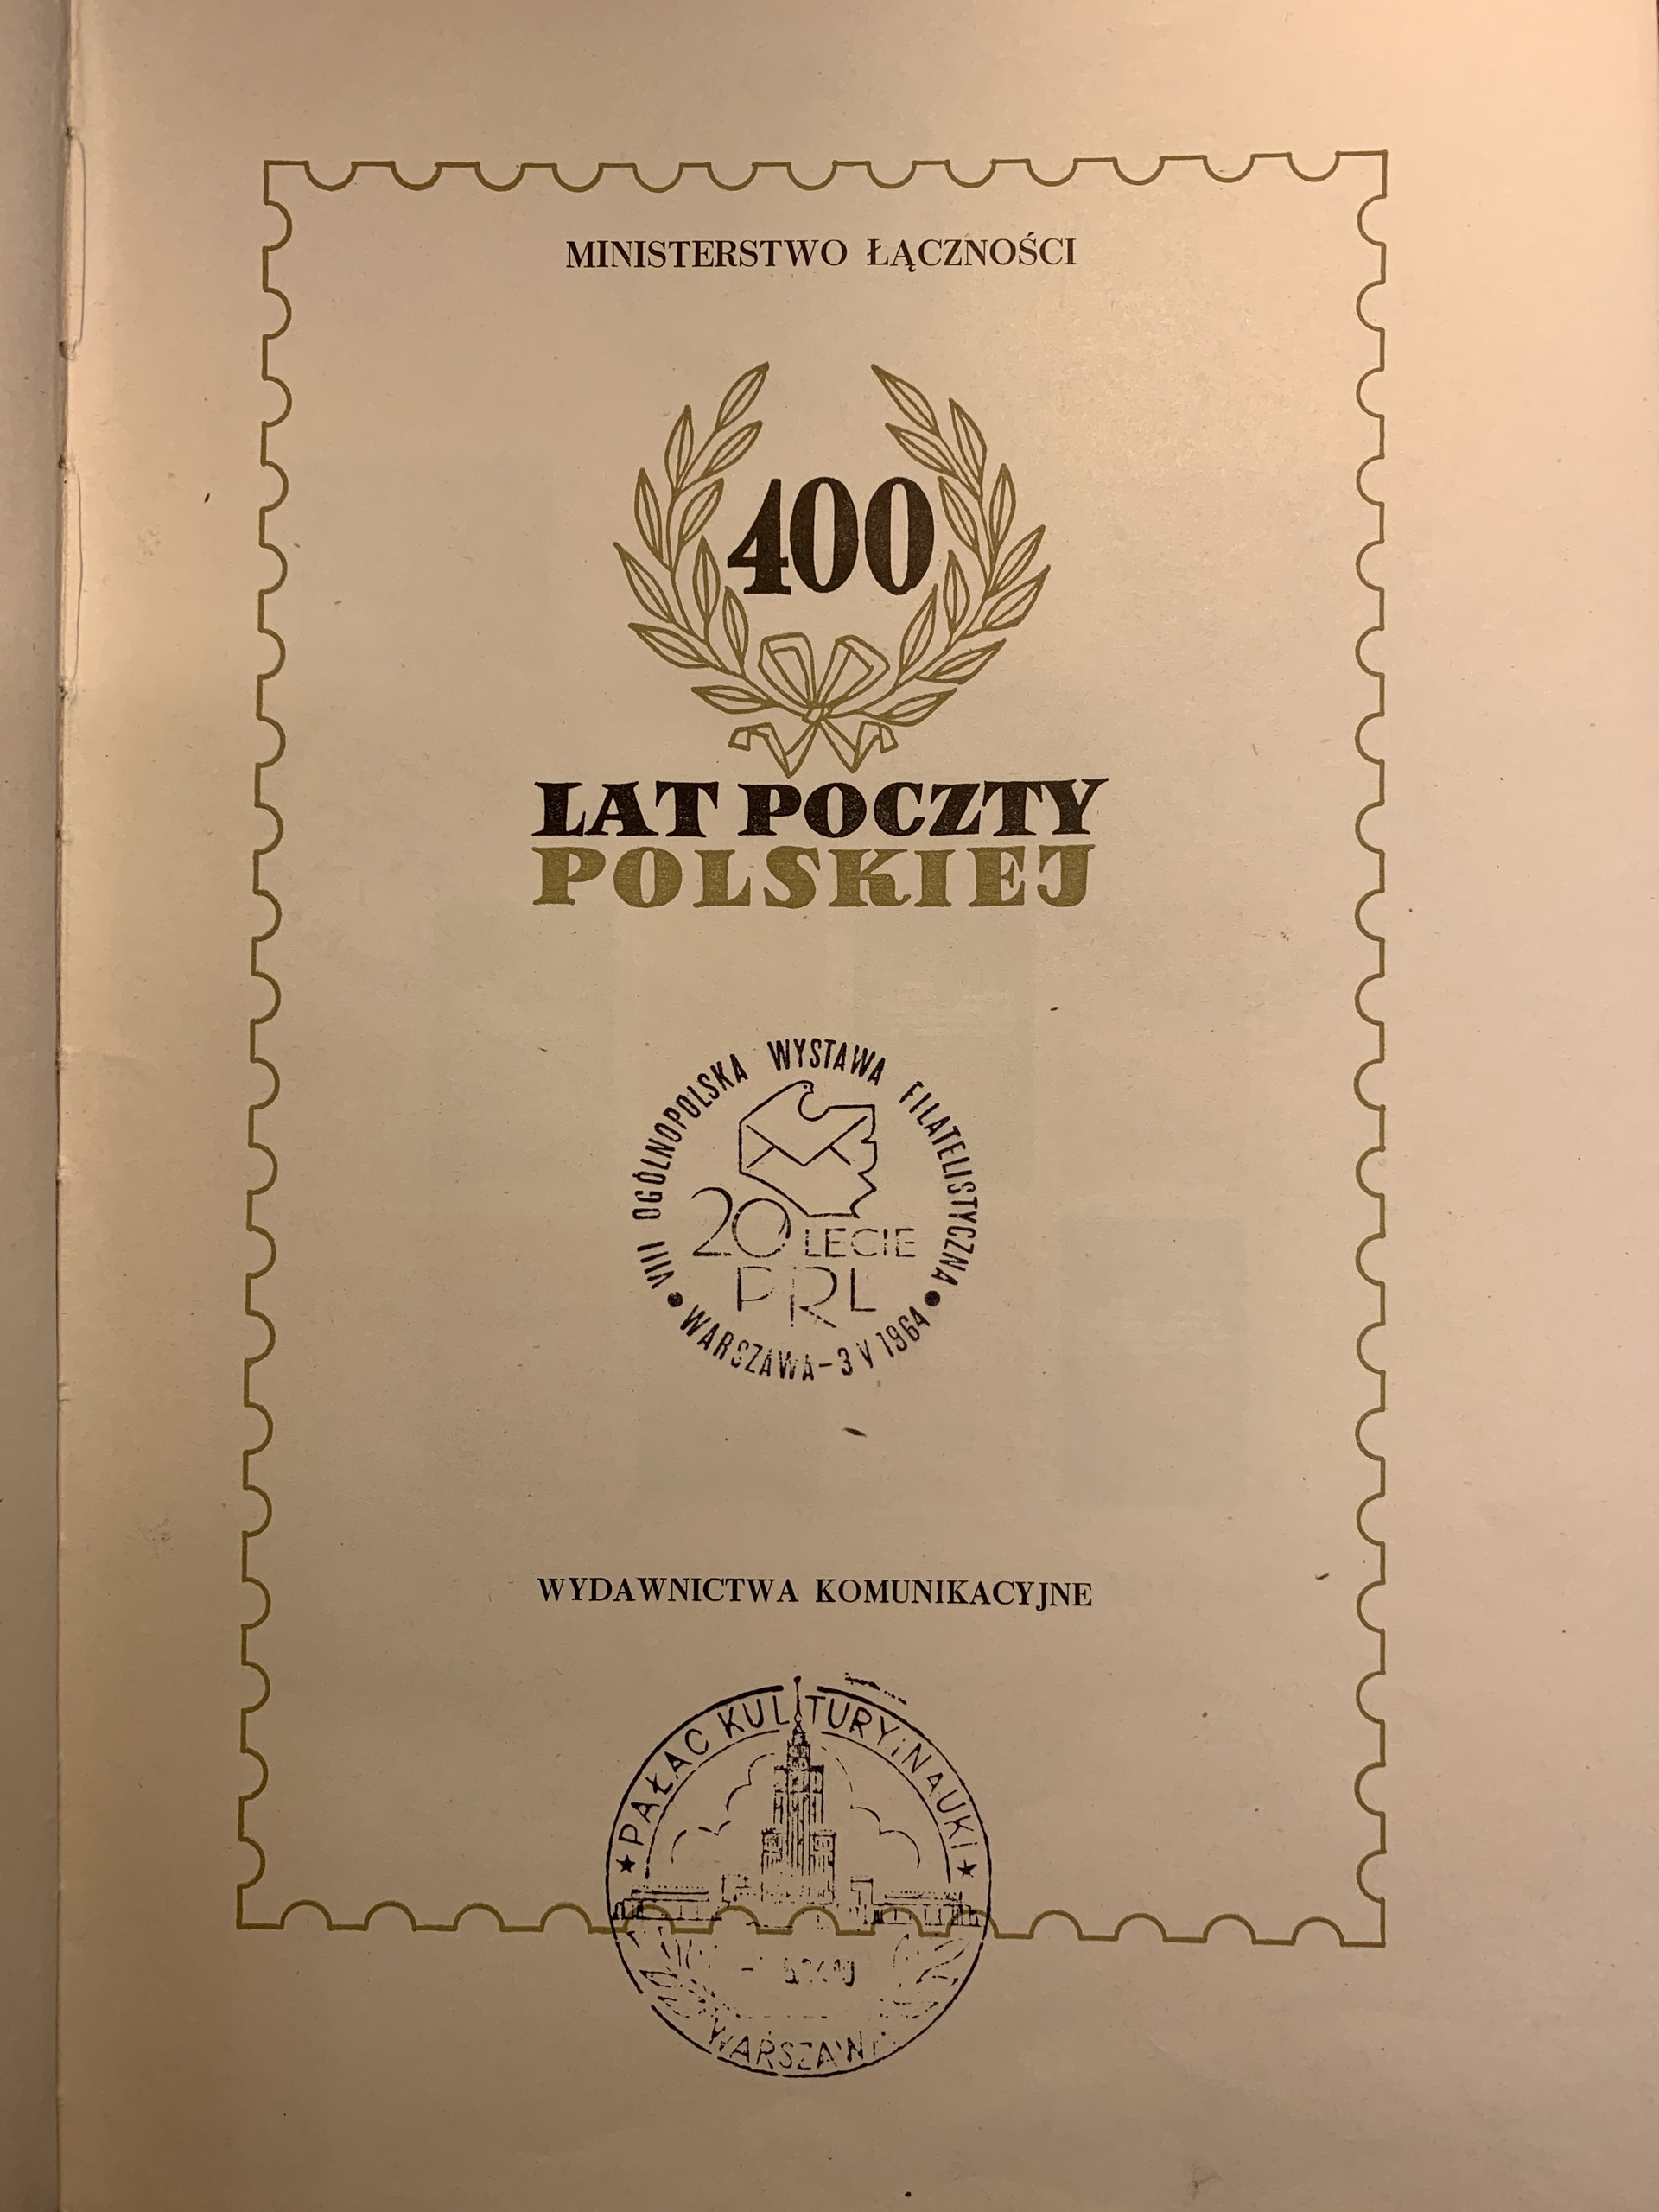 MINISTERSTWO ŁĄCZNOŚCI
400
LAT POCZTY
POLSKIEJ
VIII OGÓLNOPOLSKA WYSTAWA FILATELISTYCZNA
20 LECIE
PRL
WARSZAWA-3 V 1964
WYDAWNICTWA KOMUNIKACYJNE
PAŁAC KULTURY i NAUKI
WARSZAWA